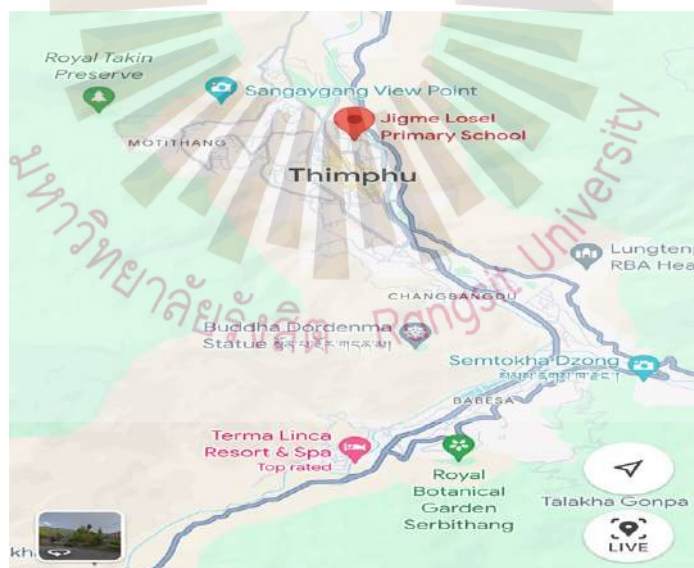 Royal Takin
Preserve
Sangaygang View Point
Jigme Losel
Primary School
MOTITHANG
Thimphu
มหาวิทยาลัยรังสิต Rangsit University
Lungtenp
RBA Hea
CHANGBANGDU
Buddha Dordenma
Statue
Semtokha Dzong
BABESA
Terma Linca
Resort & Spa
Top rated
Royal
Botanical
Garden
Serbithang
Talakha Gonpa
LIVE